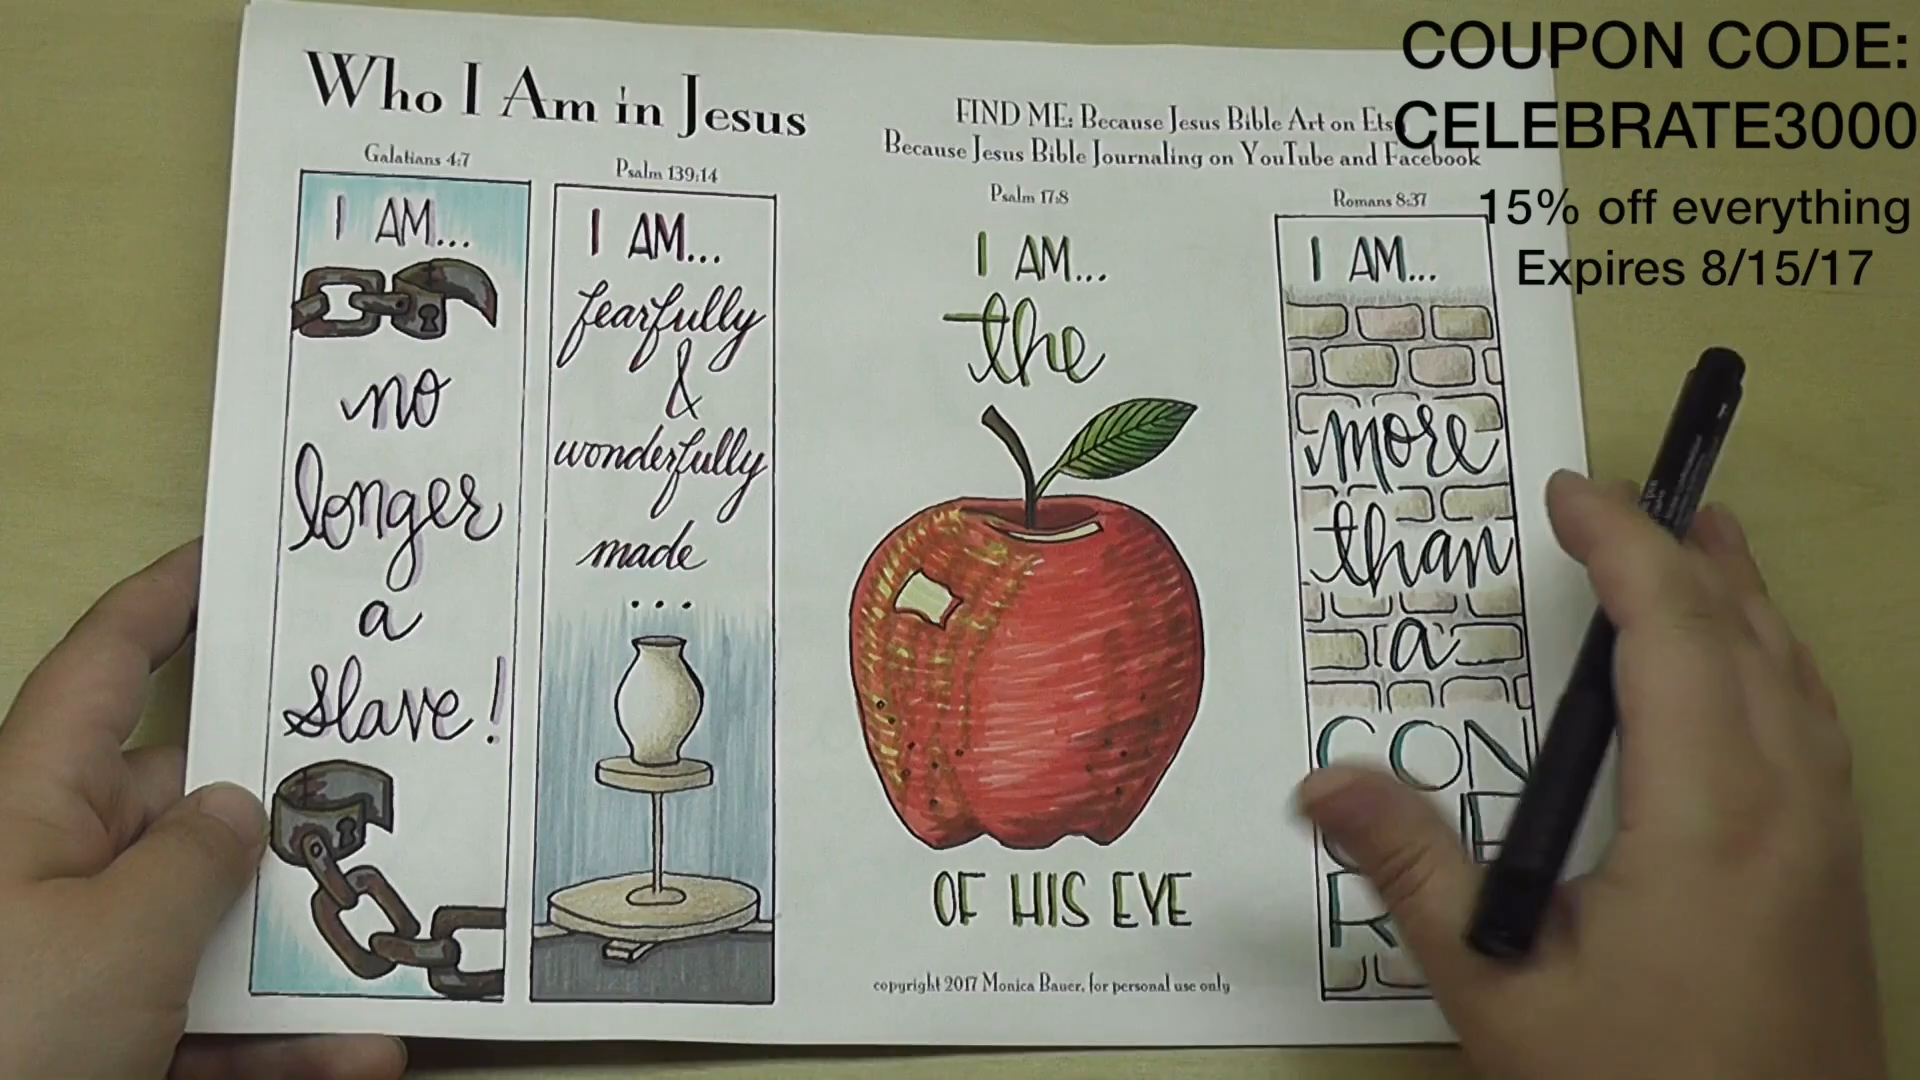 Who I Am in Jesus
FIND ME: Because Jesus Bible Art on Ets
Because Jesus Bible Journaling on YouTube and Facebook
COUPON CODE:
CELEBRATE3000
15% off everything
Expires 8/15/17
Galatians 4:7
I AM...
no
longer
a
slave!
Psalm 139:14
I AM...
fearfully
&
wonderfully
made
...
Psalm 17:8
I AM...
the
OF HIS EYE
copyright 2017 Monica Bauer, for personal use only
Romans 8:37
I AM...
more
than
a
CON